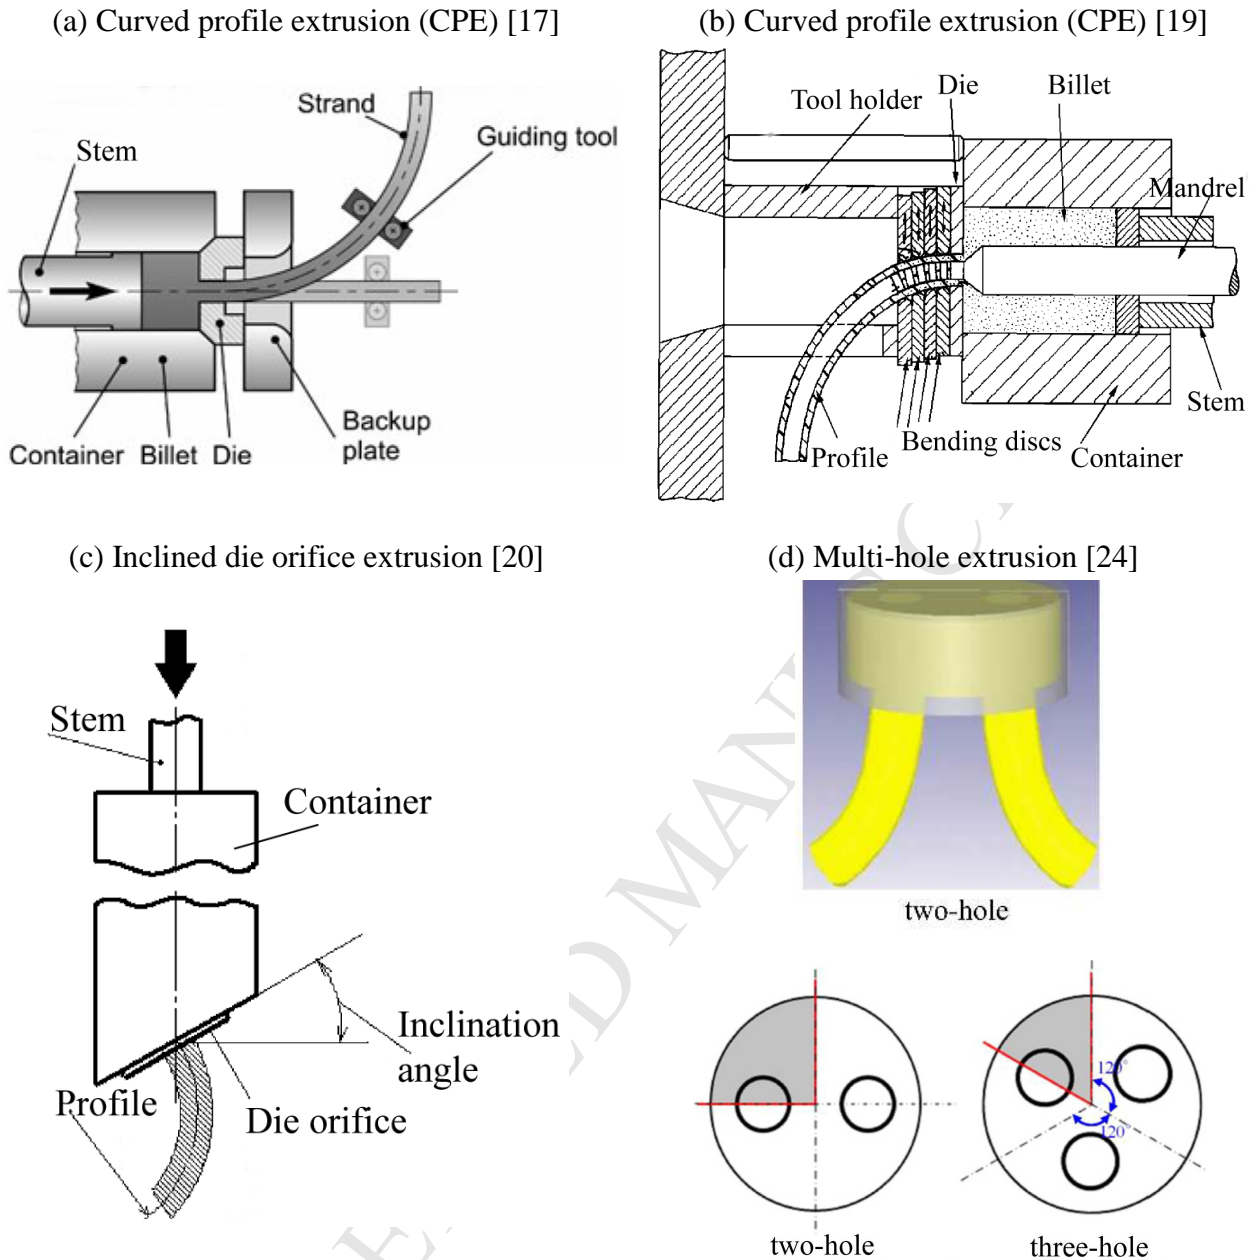 (a) Curved profile extrusion (CPE) [17]
Strand
Guiding tool
Stem
Backup
plate
Container Billet Die
(b) Curved profile extrusion (CPE) [19]
Die
Billet
Tool holder
Mandrel
Stem
Bending discs
Profile
Container
(c) Inclined die orifice extrusion [20]
Stem
Container
Inclination
angle
Profile
Die orifice
(d) Multi-hole extrusion [24]
two-hole
120°
120°
two-hole
three-hole